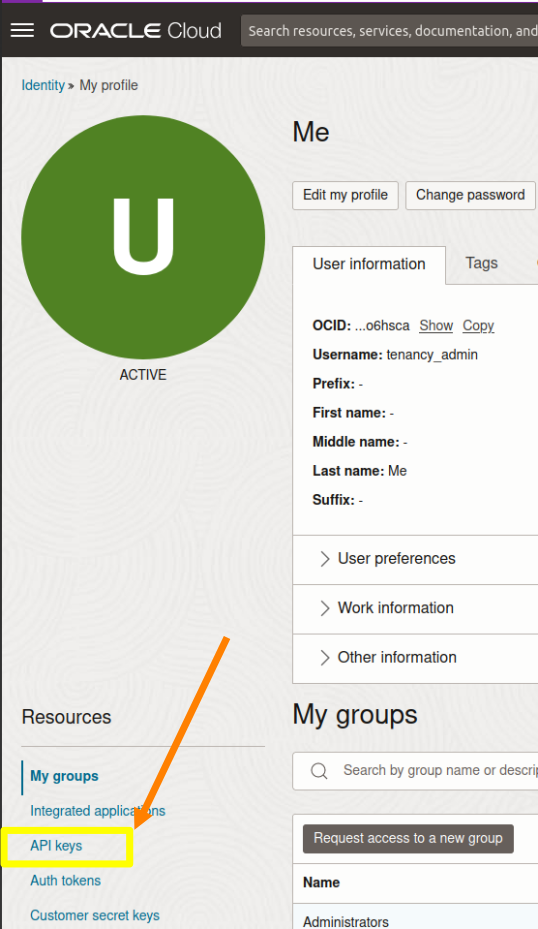 ORACLE Cloud
Search resources, services, documentation, and
Identity » My profile
U
ACTIVE
Me
Edit my profile Change password
User information Tags
OCID: ...o6hsca Show Copy
Username: tenancy_admin
Prefix: -
First name: -
Middle name: -
Last name: Me
Suffix: -
User preferences
Work information
Other information
Resources
My groups
Integrated applications
API keys
Auth tokens
Customer secret keys
My groups
Search by group name or descrip
Request access to a new group
Name
Administrators